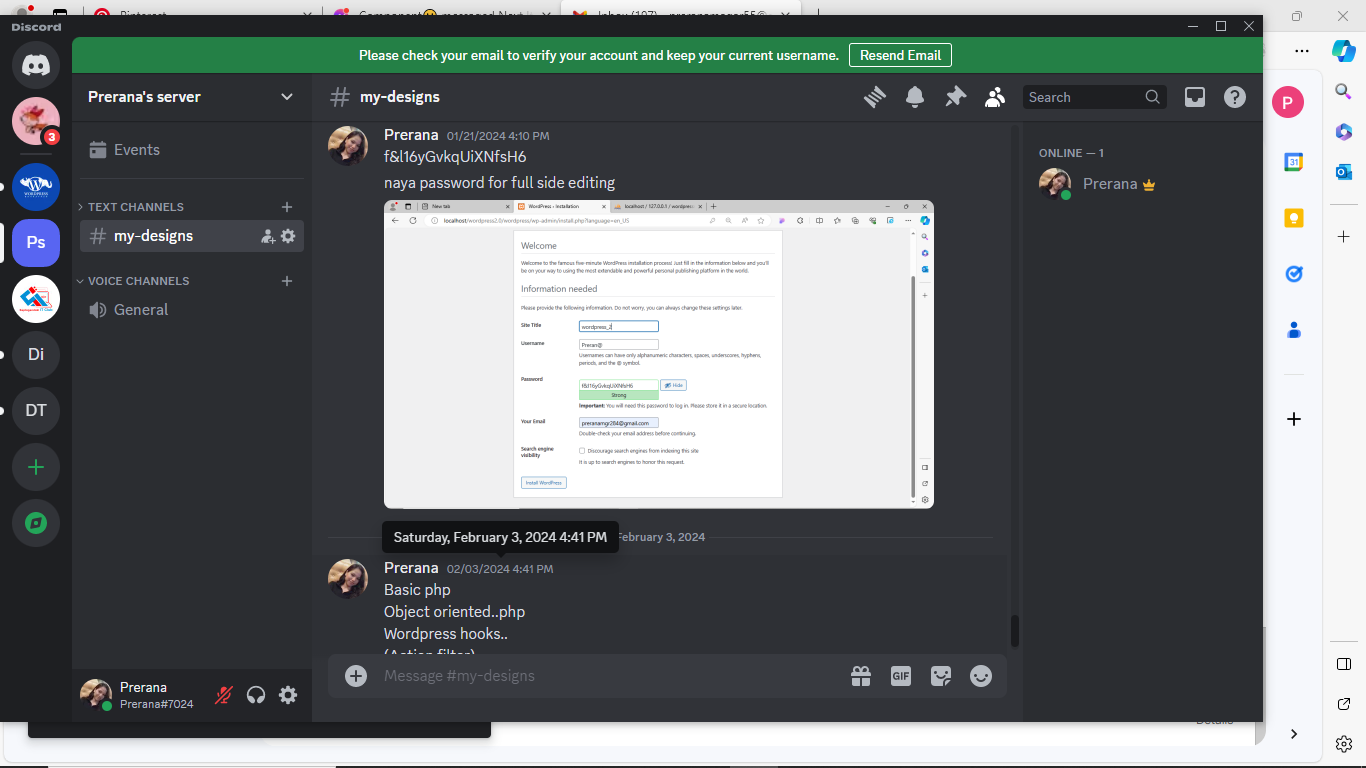 Discord
Please check your email to verify your account and keep your current username.
Resend Email
Prerana's server
my-designs
Search
3
Events
TEXT CHANNELS
my-designs
VOICE CHANNELS
General
Ps
Di
DT
Prerana 01/21/2024 4:10 PM
f&l16yGvkqUiXNfsH6
naya password for full side editing
New tab
WordPress › Installation
localhost / 127.0.0.1 / wordpres
localhost/wordpress2.0/wordpress/wp-admin/install.php?language=en_US
Welcome
Welcome to the famous five-minute WordPress installation process! Just fill in the information below and you'll
be on your way to using the most extendable and powerful personal publishing platform in the world.
Information needed
Please provide the following information. Do not worry, you can always change these settings later.
Site Title
wordpress_2
Username
Preran@
Usernames can have only alphanumeric characters, spaces, underscores, hyphens,
periods, and the @ symbol.
Password
f&l16yGvkqUiXNfsH6
Hide
Strong
Important: You will need this password to log in. Please store it in a secure location.
Your Email
preranamgr284@gmail.com
Double-check your email address before continuing.
Search engine
visibility
Discourage search engines from indexing this site
It is up to search engines to honor this request.
Install WordPress
Saturday, February 3, 2024 4:41 PM
February 3, 2024
Prerana 02/03/2024 4:41 PM
Basic php
Object oriented..php
Wordpress hooks..
(Action filter)
Message #my-designs
GIF
ONLINE — 1
Prerana
Prerana
Prerana#7024
P
31
Details